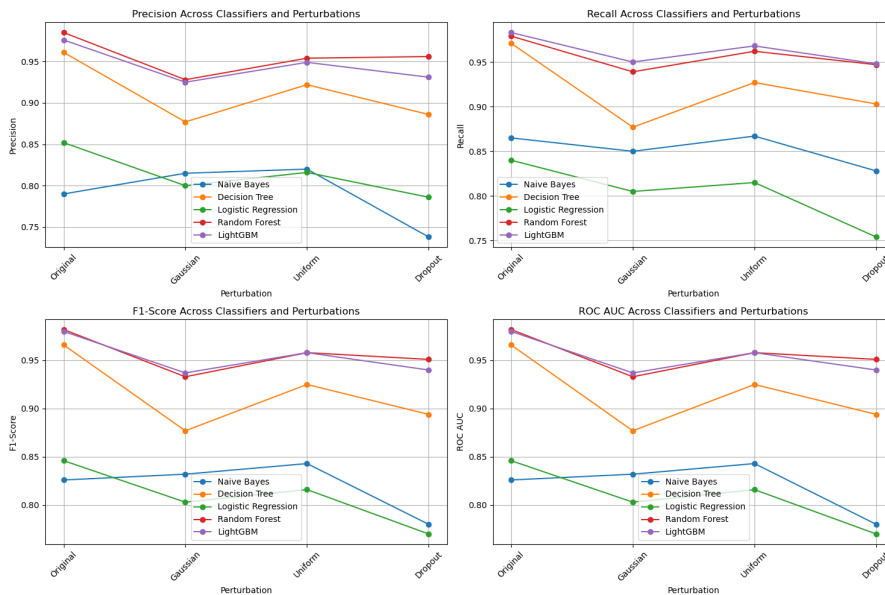 Precision Across Classifiers and Perturbations
0.95
0.90
0.85
0.80
0.75
Precision
Naive Bayes
Decision Tree
Logistic Regression
Random Forest
LightGBM
Original
Gaussian
Uniform
Dropout
Perturbation
Recall Across Classifiers and Perturbations
0.95
0.90
0.85
0.80
0.75
Recall
Naive Bayes
Decision Tree
Logistic Regression
Random Forest
LightGBM
Original
Gaussian
Uniform
Dropout
Perturbation
F1-Score Across Classifiers and Perturbations
0.95
0.90
0.85
0.80
F1-Score
Naive Bayes
Decision Tree
Logistic Regression
Random Forest
LightGBM
Original
Gaussian
Uniform
Dropout
Perturbation
ROC AUC Across Classifiers and Perturbations
0.95
0.90
0.85
0.80
ROC AUC
Naive Bayes
Decision Tree
Logistic Regression
Random Forest
LightGBM
Original
Gaussian
Uniform
Dropout
Perturbation